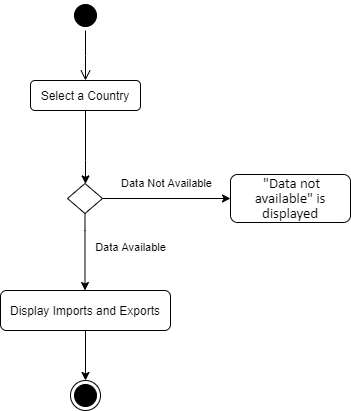 Select a Country
Data Not Available
"Data not
available" is
displayed
Data Available
Display Imports and Exports